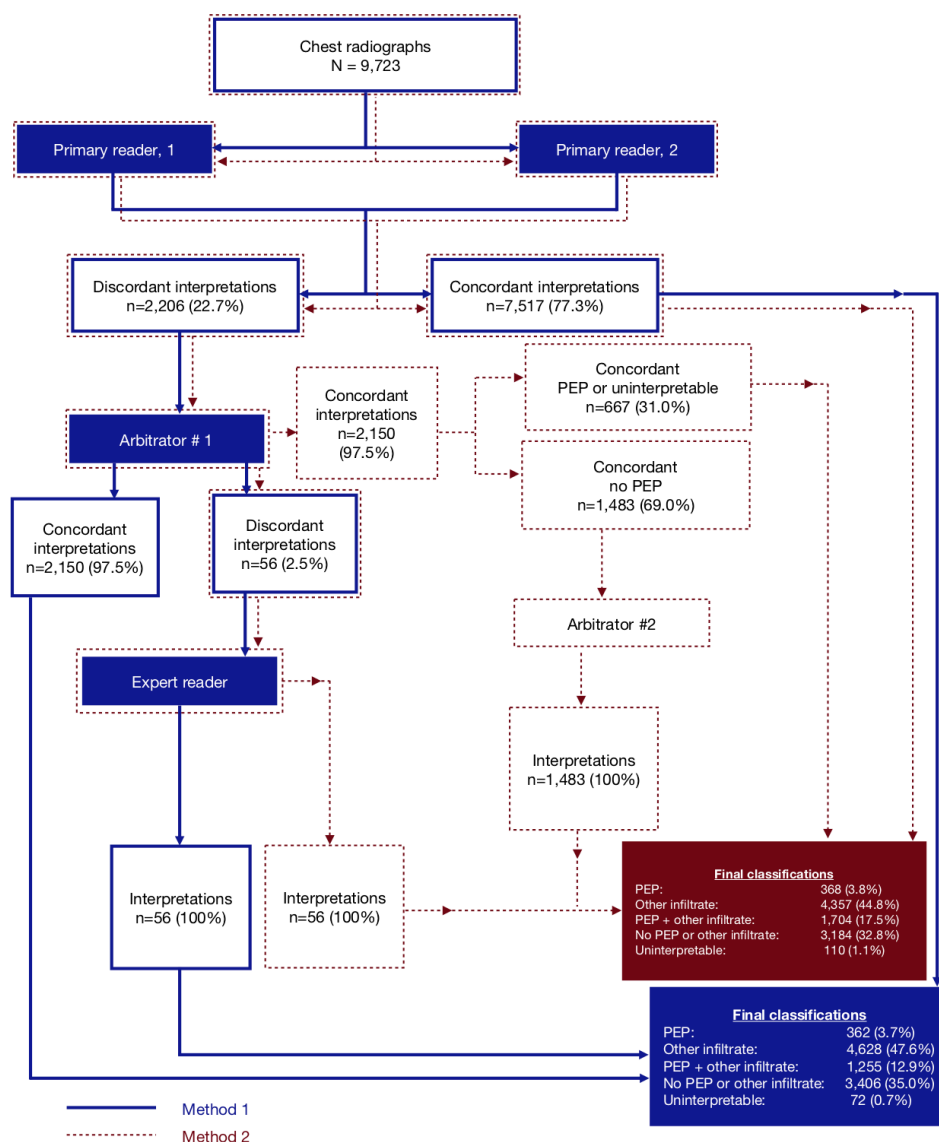 Chest radiographs
N = 9,723
Primary reader, 1
Primary reader, 2
Discordant interpretations
n=2,206 (22.7%)
Concordant interpretations
n=7,517 (77.3%)
Concordant
PEP or uninterpretable
n=667 (31.0%)
Concordant
interpretations
n=2,150
(97.5%)
Arbitrator # 1
Concordant
no PEP
n=1,483 (69.0%)
Concordant
interpretations
n=2,150 (97.5%)
Discordant
interpretations
n=56 (2.5%)
Arbitrator #2
Expert reader
Interpretations
n=1,483 (100%)
Interpretations
n=56 (100%)
Interpretations
n=56 (100%)
Final classifications
PEP: 368 (3.8%)
Other infiltrate: 4,357 (44.8%)
PEP + other infiltrate: 1,704 (17.5%)
No PEP or other infiltrate: 3,184 (32.8%)
Uninterpretable: 110 (1.1%)
Final classifications
PEP: 362 (3.7%)
Other infiltrate: 4,628 (47.6%)
PEP + other infiltrate: 1,255 (12.9%)
No PEP or other infiltrate: 3,406 (35.0%)
Uninterpretable: 72 (0.7%)
Method 1
Method 2